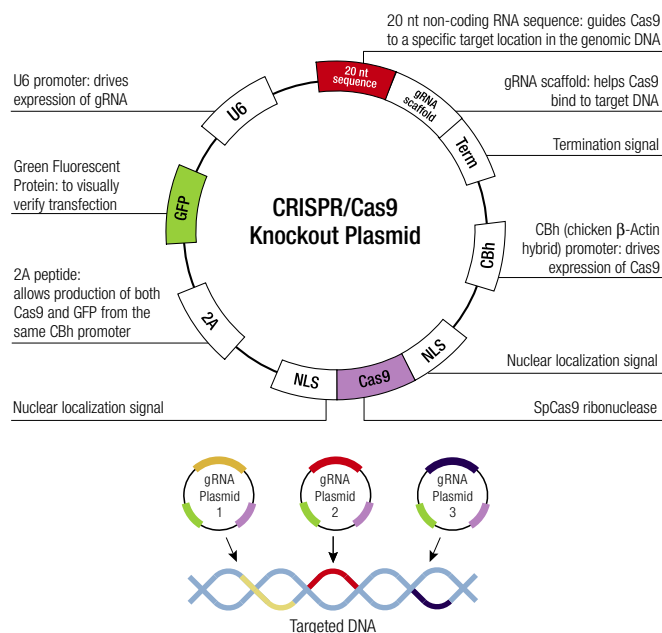 20 nt non-coding RNA sequence: guides Cas9
to a specific target location in the genomic DNA
U6 promoter: drives
expression of gRNA
gRNA scaffold: helps Cas9
bind to target DNA
Termination signal
Green Fluorescent
Protein: to visually
verify transfection
CBh (chicken β-Actin
hybrid) promoter: drives
expression of Cas9
2A peptide:
allows production of both
Cas9 and GFP from the
same CBh promoter
Nuclear localization signal
Nuclear localization signal
SpCas9 ribonuclease
20 nt
sequence
gRNA
scaffold
Term
CBh
NLS
Cas9
NLS
2A
GFP
U6
CRISPR/Cas9
Knockout Plasmid
gRNA
Plasmid
1
gRNA
Plasmid
2
gRNA
Plasmid
3
Targeted DNA